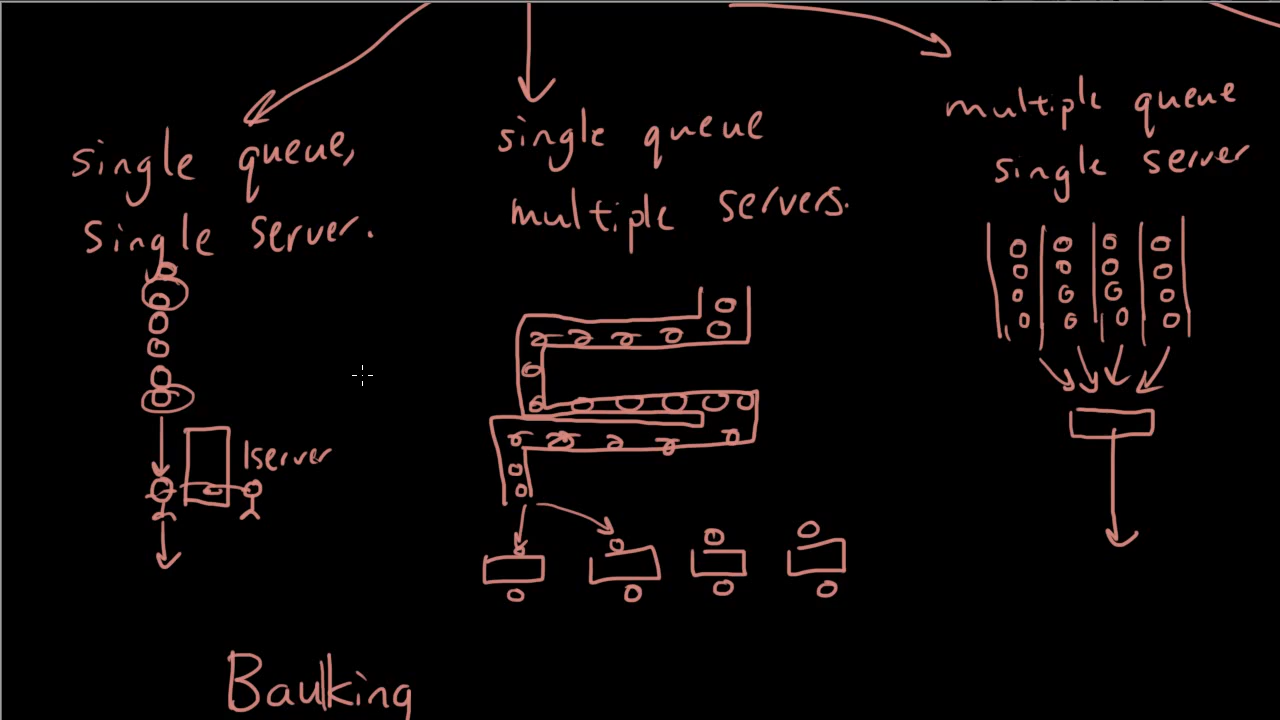 single queue,
single server.
single queue
multiple servers.
multiple queue
single server
1server
Baulking